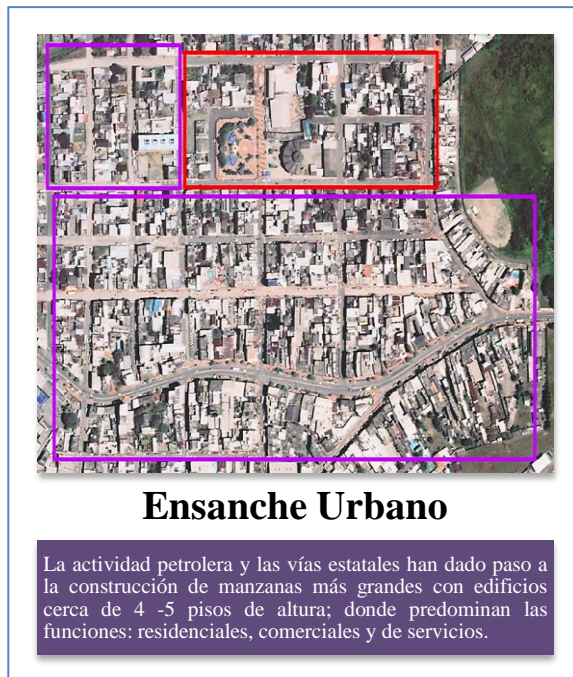 Ensanche Urbano
La actividad petrolera y las vías estatales han dado paso a
la construcción de manzanas más grandes con edificios
cerca de 4 -5 pisos de altura; donde predominan las
funciones: residenciales, comerciales y de servicios.